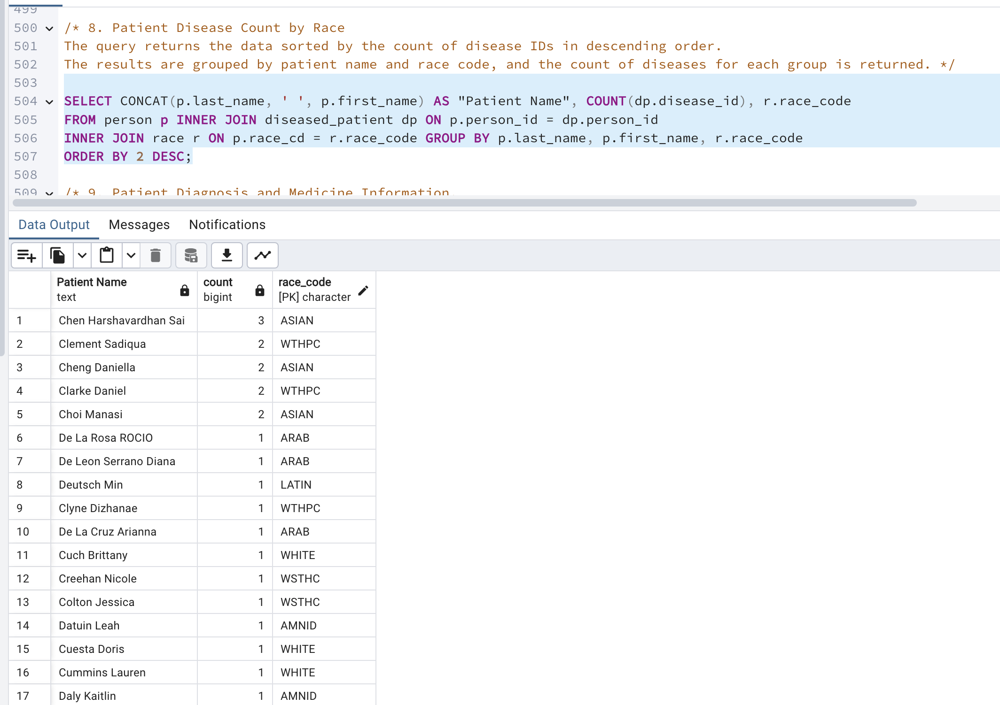 499
500 /* 8. Patient Disease Count by Race
501 The query returns the data sorted by the count of disease IDs in descending order.
502 The results are grouped by patient name and race code, and the count of diseases for each group is returned. */
503
504 SELECT CONCAT(p.last_name, ' ', p.first_name) AS "Patient Name", COUNT(dp.disease_id), r.race_code
505 FROM person p INNER JOIN diseased_patient dp ON p.person_id = dp.person_id
506 INNER JOIN race r ON p.race_cd = r.race_code GROUP BY p.last_name, p.first_name, r.race_code
507 ORDER BY 2 DESC;
508
509 /* 9. Patient Diagnosis and Medicine Information.
Data Output Messages Notifications
Patient Name count race_code
text bigint [PK] character
1 Chen Harshavardhan Sai 3 ASIAN
2 Clement Sadiqua 2 WTHPC
3 Cheng Daniella 2 ASIAN
4 Clarke Daniel 2 WTHPC
5 Choi Manasi 2 ASIAN
6 De La Rosa ROCIO 1 ARAB
7 De Leon Serrano Diana 1 ARAB
8 Deutsch Min 1 LATIN
9 Clyne Dizhanae 1 WTHPC
10 De La Cruz Arianna 1 ARAB
11 Cuch Brittany 1 WHITE
12 Creehan Nicole 1 WSTHC
13 Colton Jessica 1 WSTHC
14 Datuin Leah 1 AMNID
15 Cuesta Doris 1 WHITE
16 Cummins Lauren 1 WHITE
17 Daly Kaitlin 1 AMNID